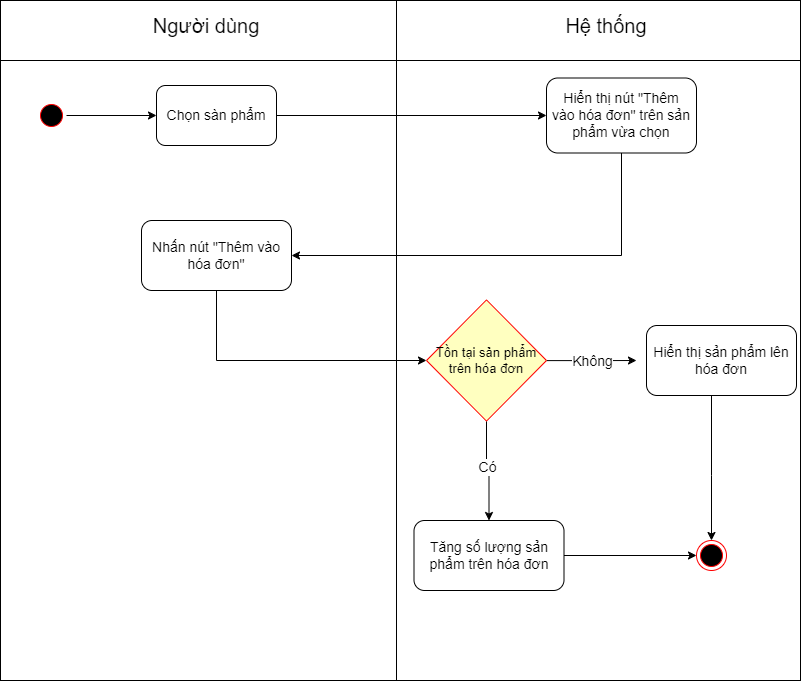 Người dùng
Hệ thống
Chọn sàn phẩm
Hiển thị nút "Thêm
vào hóa đơn" trên sản
phẩm vừa chọn
Nhấn nút "Thêm vào
hóa đơn"
Tồn tại sản phẩm
trên hóa đơn
Không
Hiển thị sản phẩm lên
hóa đơn
Có
Tăng số lượng sản
phẩm trên hóa đơn